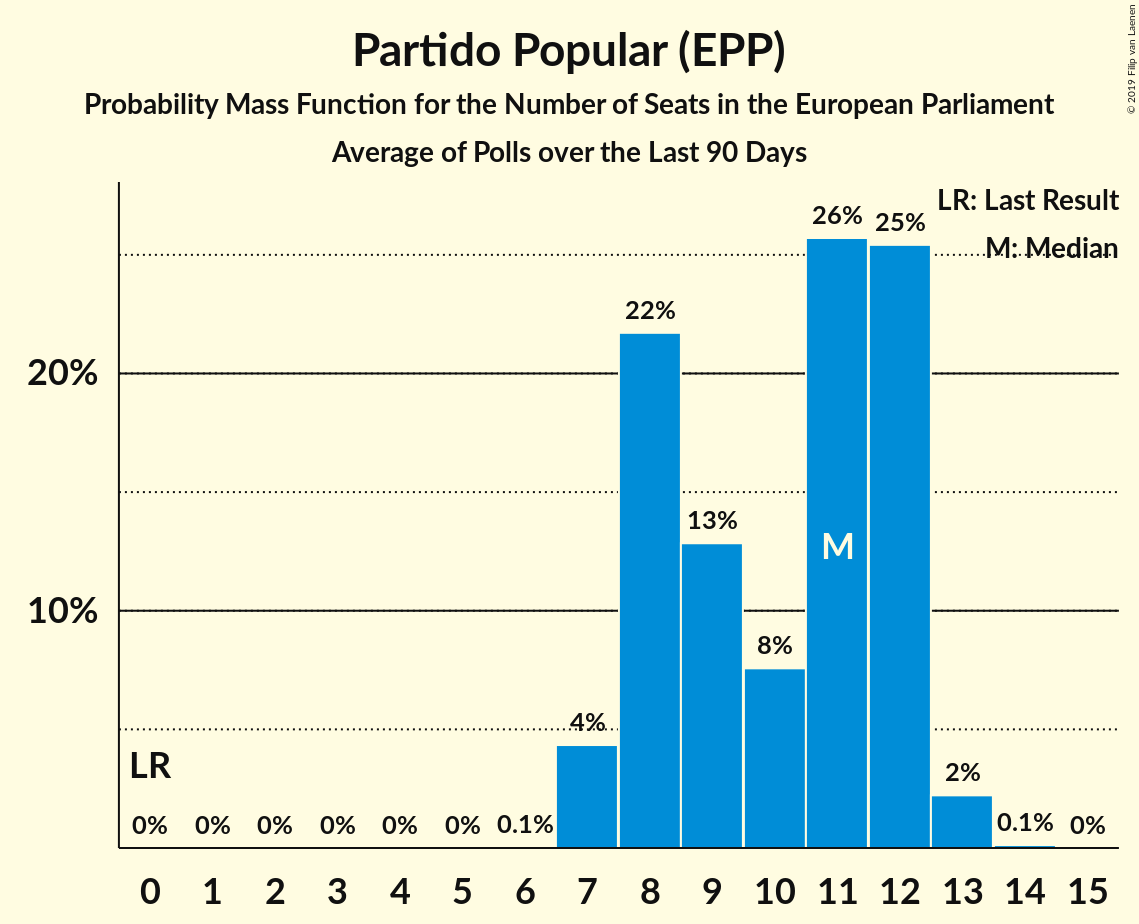 Partido Popular (EPP)
Probability Mass Function for the Number of Seats in the European Parliament
Average of Polls over the Last 90 Days
© 2019 Filip van Laenen
LR: Last Result
M: Median
26%
25%
22%
20%
13%
M
10%
8%
4%
LR
2%
0%
0%
0%
0%
0%
0%
0.1%
0.1%
0%
0 1 2 3 4 5 6 7 8 9 10 11 12 13 14 15